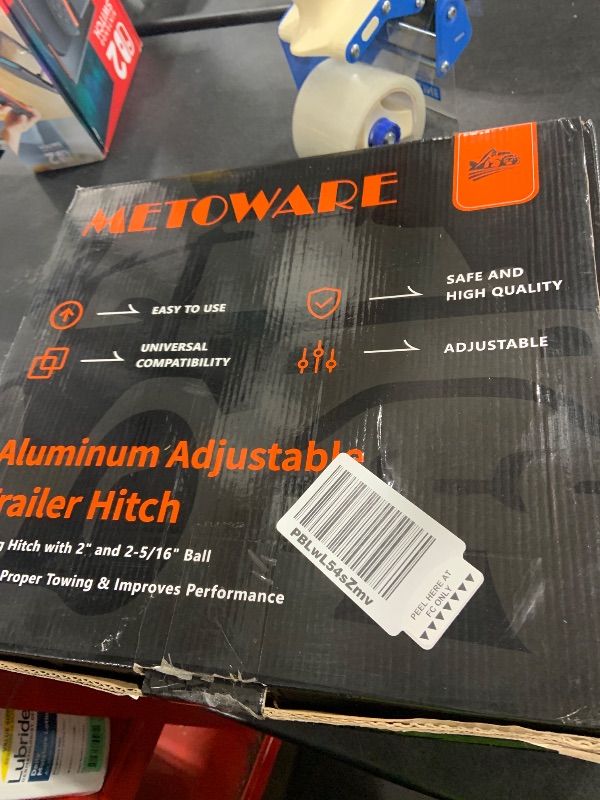 METOWARE
EASY TO USE
SAFE AND
HIGH QUALITY
UNIVERSAL
COMPATIBILITY
ADJUSTABLE
Aluminum Adjustable
railer Hitch
g Hitch with 2" and 2-5/16" Ball
Proper Towing & Improves Performance
PBLwL54sZmv
PEEL HERE AT
FC ONLY
Lubride